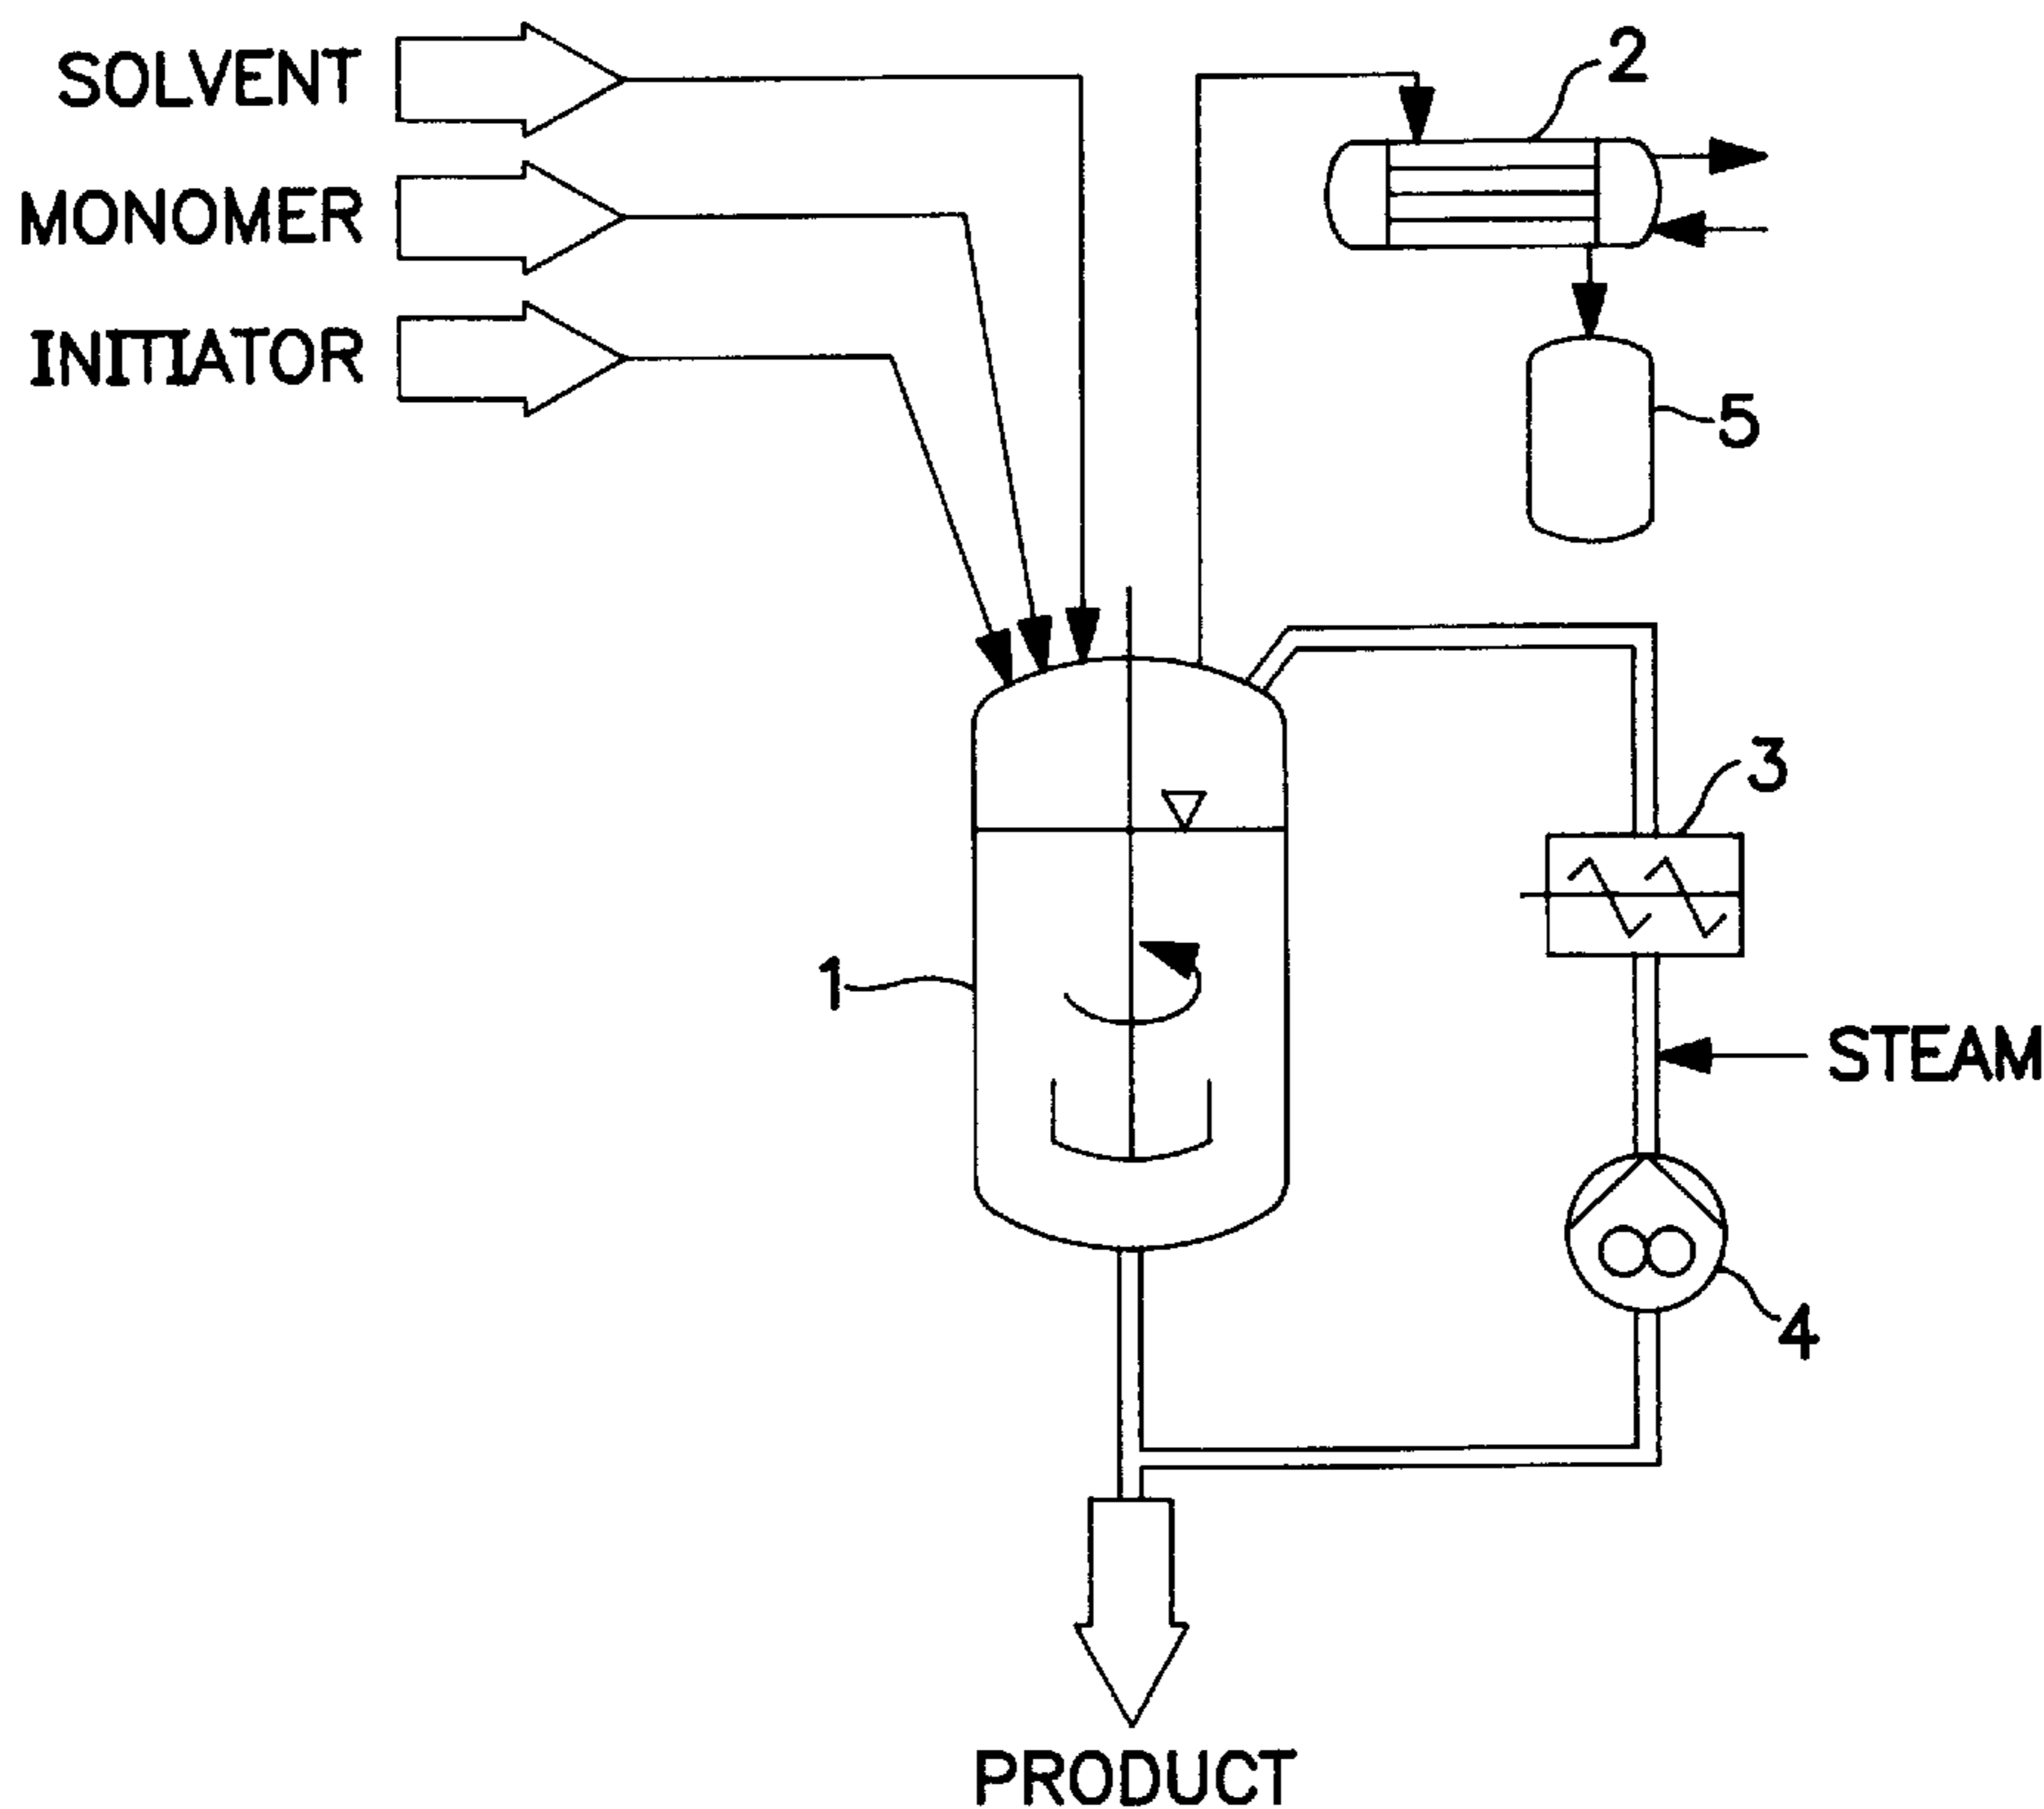 SOLVENT
MONOMER
INITIATOR
2
5
3
1
STEAM
4
PRODUCT